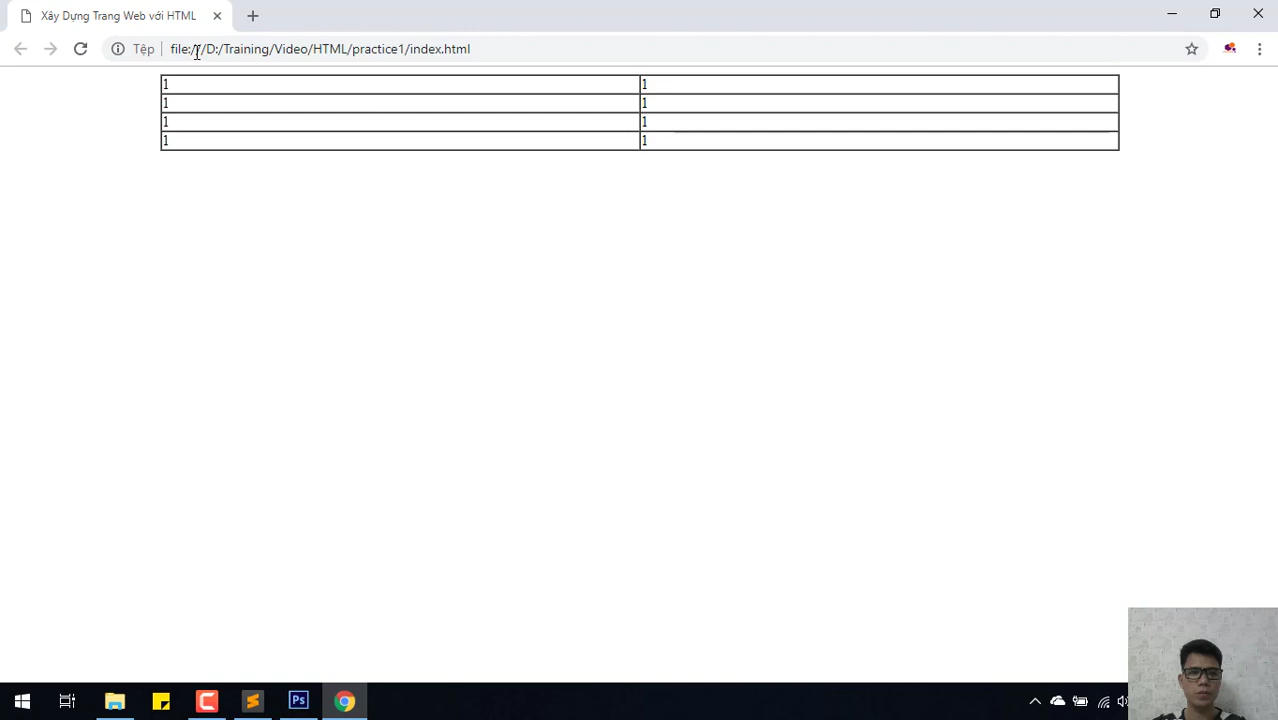 Xây Dựng Trang Web với HTML
Tệp file:///D:/Training/Video/HTML/practice1/index.html
1 1
1 1
1 1
1 1
Ps